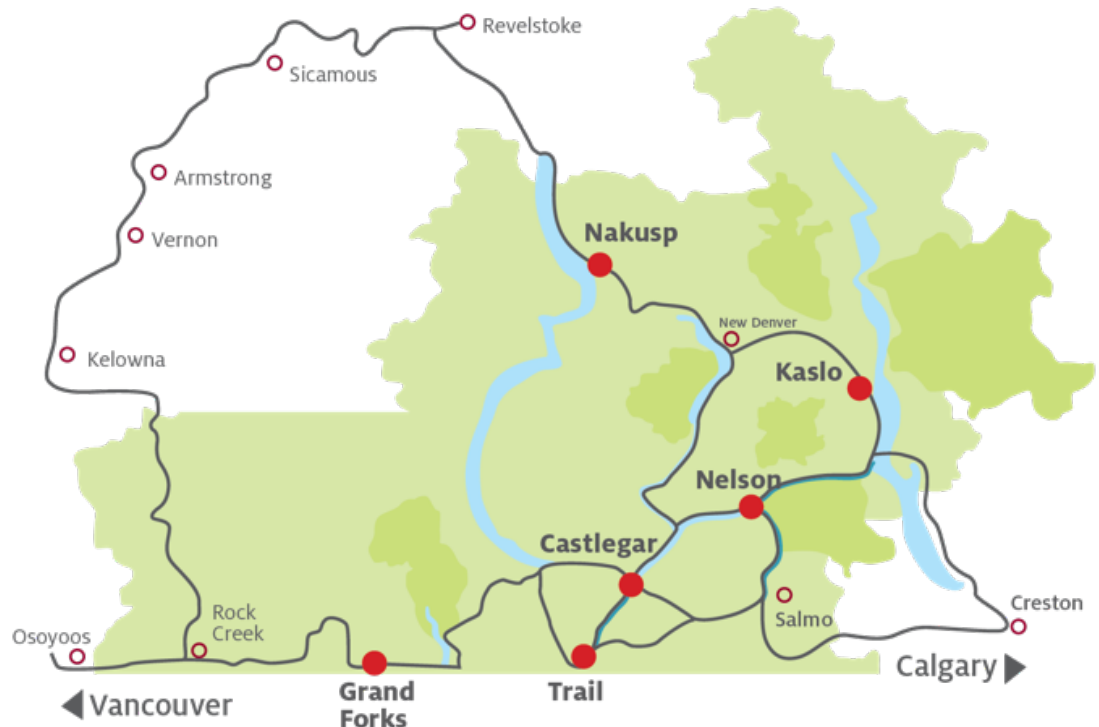 Revelstoke
Sicamous
Armstrong
Vernon
Nakusp
New Denver
Kelowna
Kaslo
Nelson
Castlegar
Rock
Creek
Osoyoos
Salmo
Creston
Calgary
Vancouver
Grand
Forks
Trail